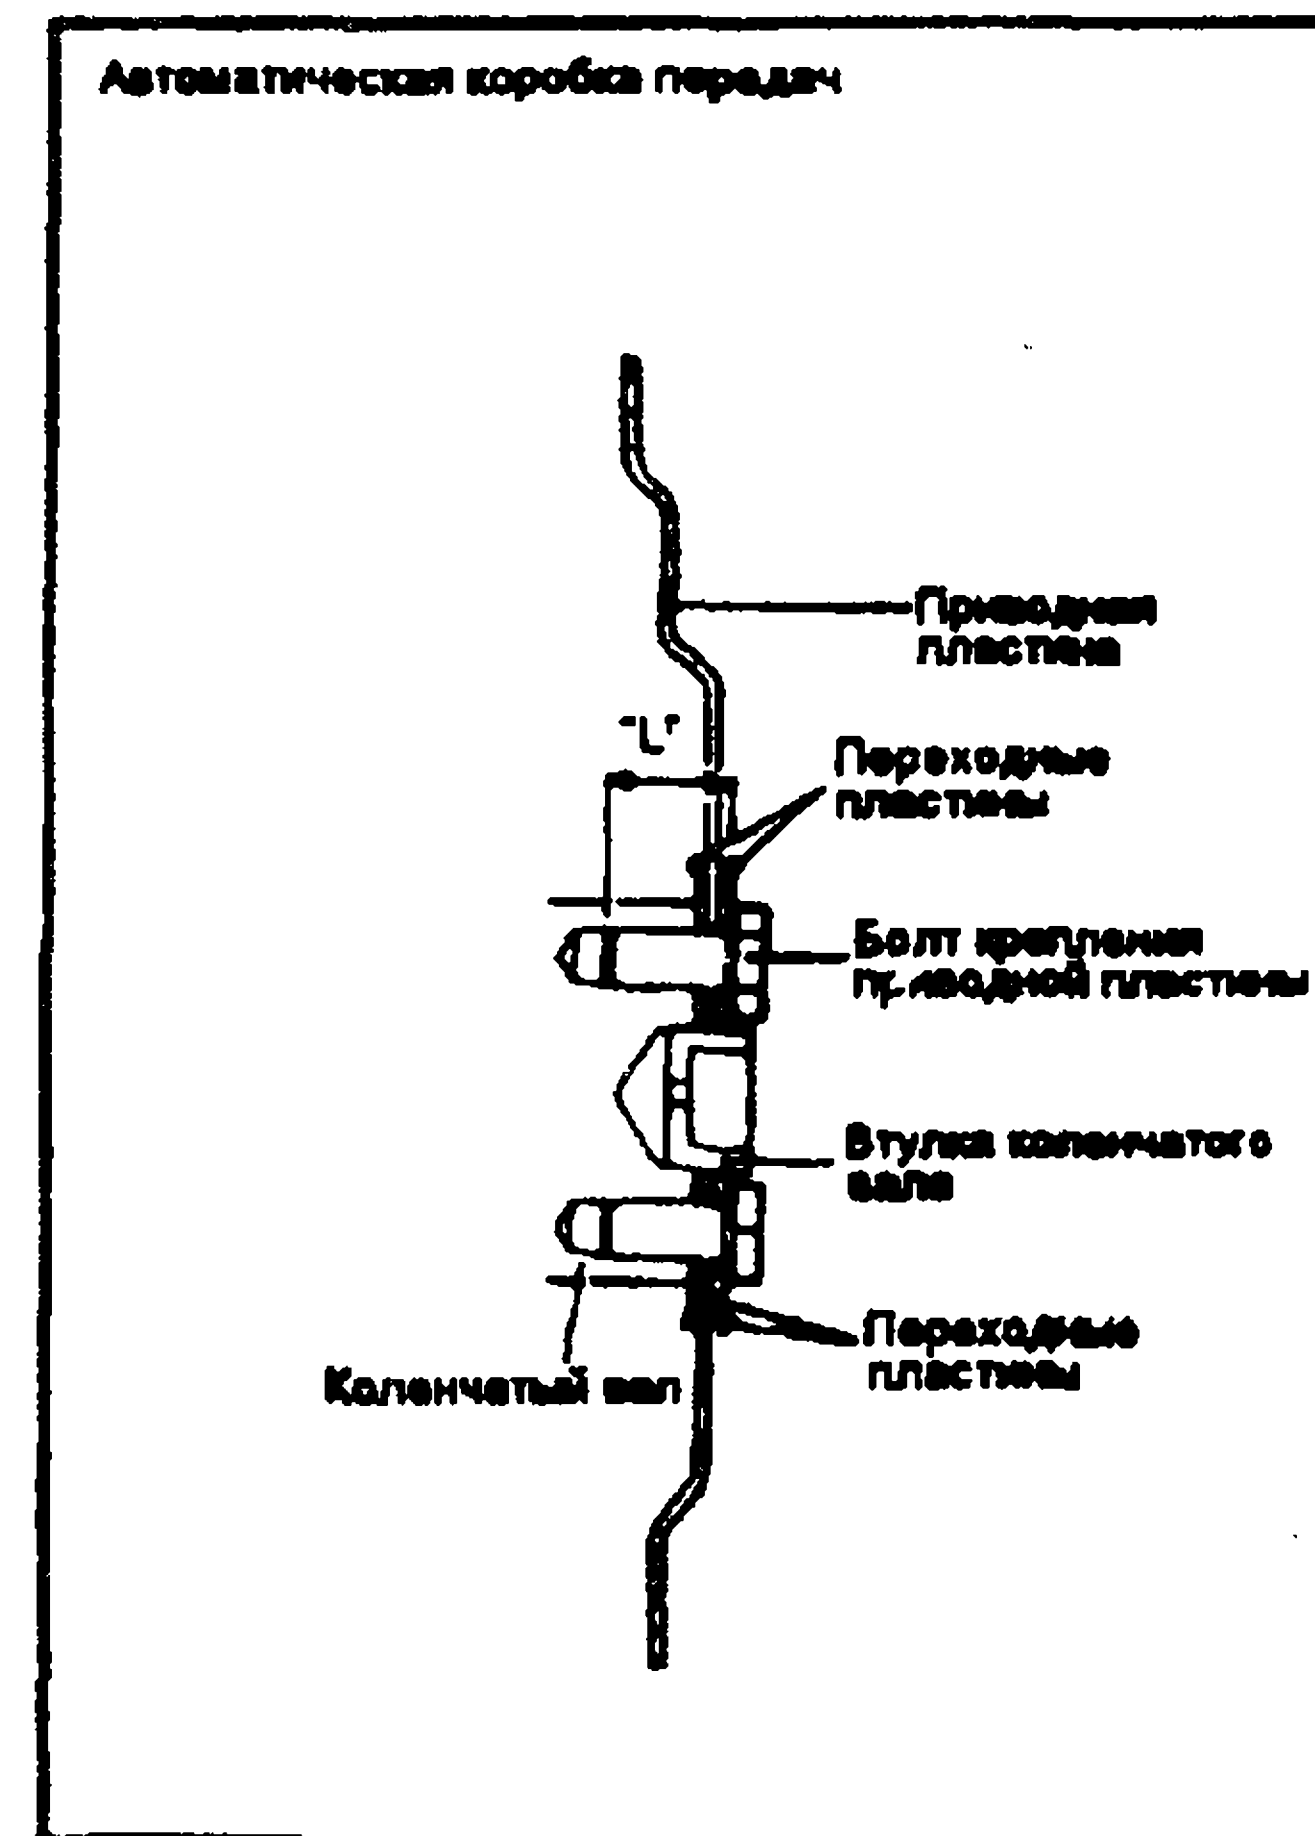 Автоматическая коробка передач
Приводная
пластина
"L"
Переходные
пластины
Болт крепления
приводной пластины
Втулка коленчатого
вала
Переходные
пластины
Коленчатый вал